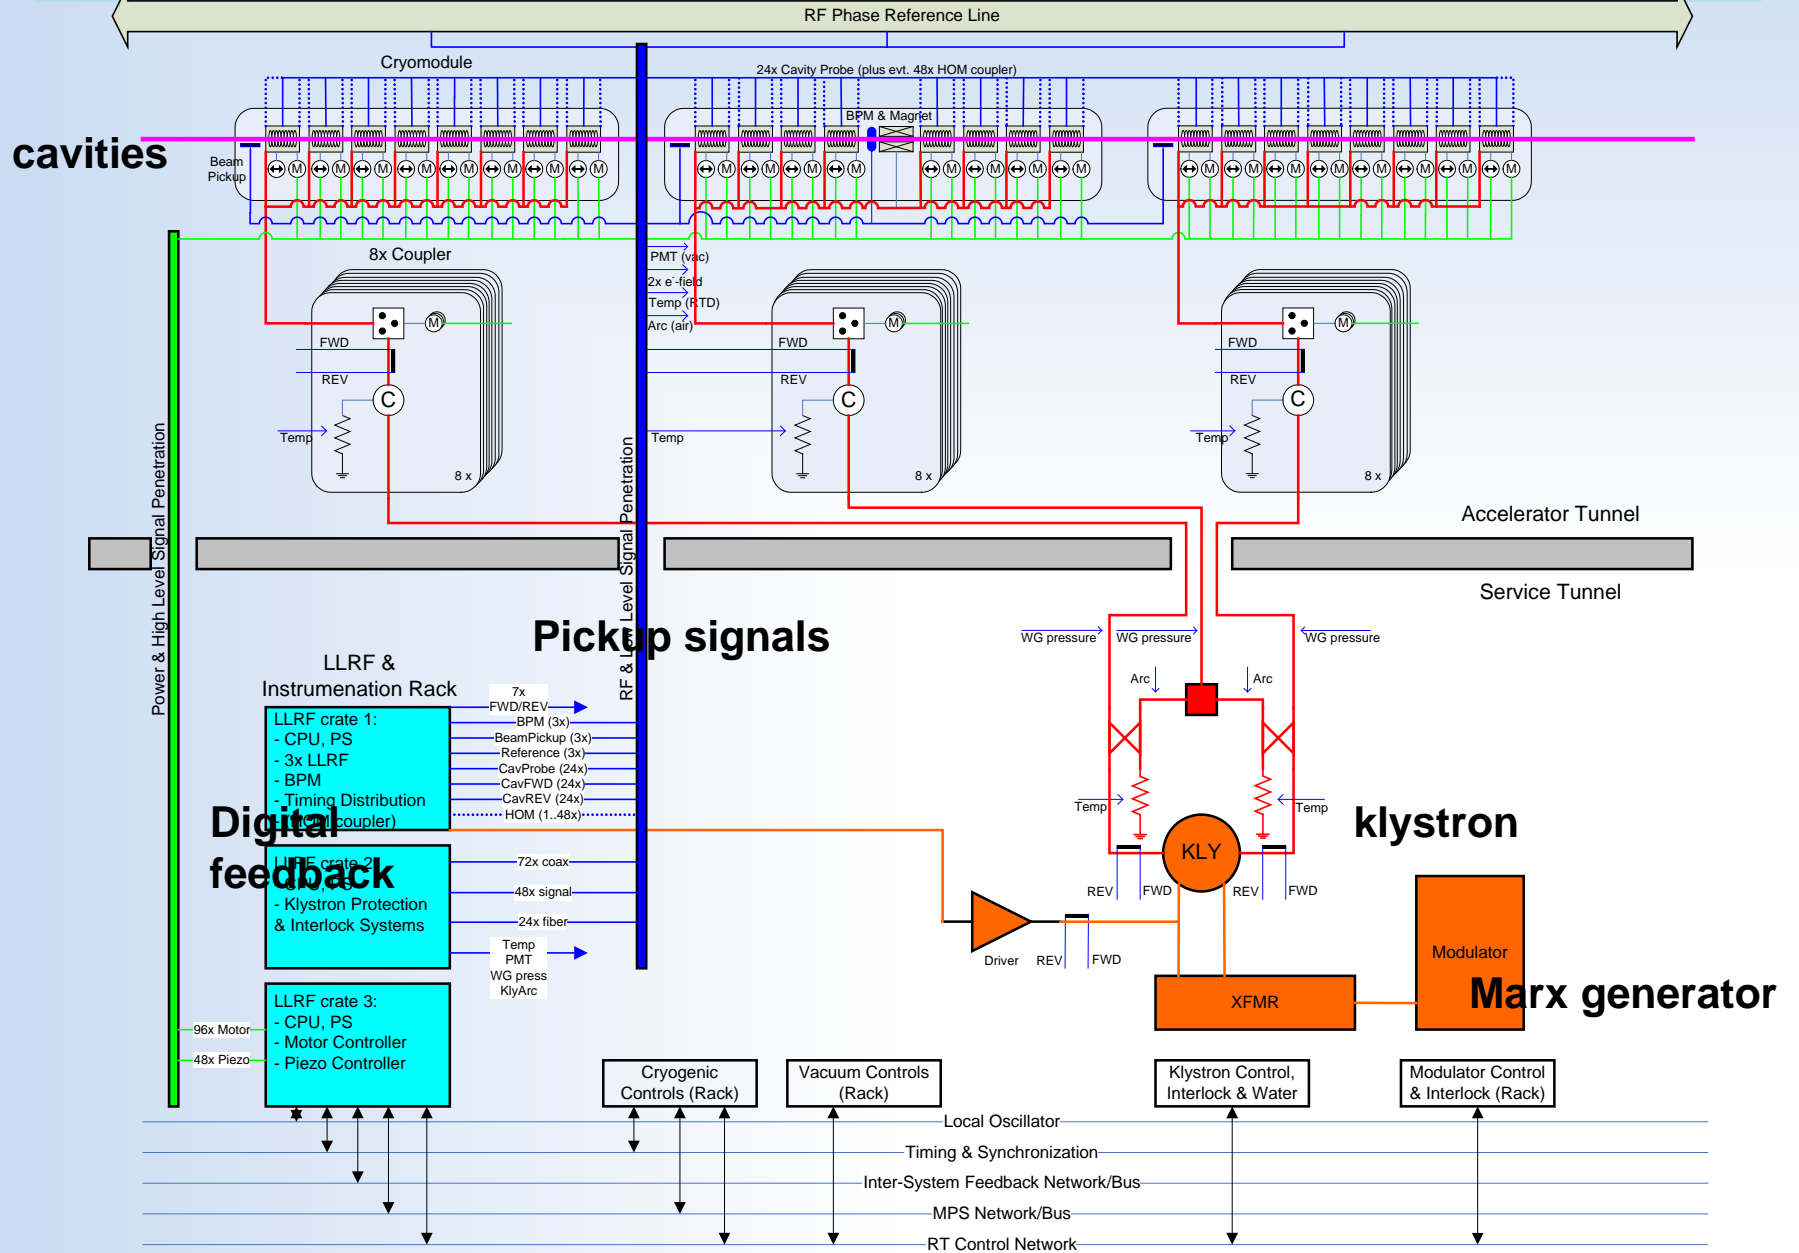 RF Phase Reference Line
Cryomodule
24x Cavity Probe (plus evt. 48x HOM coupler)
BPM & Magnet
cavities
Beam
Pickup
M M M M M M M M
M M M M M M M M
M M M M M M M M
8x Coupler
PMT (vac)
2x e⁻-field
Temp (RTD)
Arc (air)
M
FWD
REV
C
Temp
8 x
M
FWD
REV
C
Temp
8 x
M
FWD
REV
C
Temp
8 x
Power & High Level Signal Penetration
RF & Low Level Signal Penetration
Accelerator Tunnel
Service Tunnel
Pickup signals
WG pressure
WG pressure
WG pressure
Arc
Arc
Temp
Temp
KLY
klystron
REV
FWD
REV
FWD
LLRF &
Instrumenation Rack
LLRF crate 1:
- CPU, PS
- 3x LLRF
- BPM
- Timing Distribution
- (HOM coupler)
7x
FWD/REV
BPM (3x)
BeamPickup (3x)
Reference (3x)
CavProbe (24x)
CavFWD (24x)
CavREV (24x)
HOM (1..48x)
Digital
feedback
LLRF crate 2:
- CPU, PS
- Klystron Protection
& Interlock Systems
72x coax
48x signal
24x fiber
Temp
PMT
WG press
KlyArc
Driver
REV
FWD
Modulator
XFMR
Marx generator
LLRF crate 3:
- CPU, PS
- Motor Controller
- Piezo Controller
96x Motor
48x Piezo
Cryogenic
Controls (Rack)
Vacuum Controls
(Rack)
Klystron Control,
Interlock & Water
Modulator Control
& Interlock (Rack)
Local Oscillator
Timing & Synchronization
Inter-System Feedback Network/Bus
MPS Network/Bus
RT Control Network